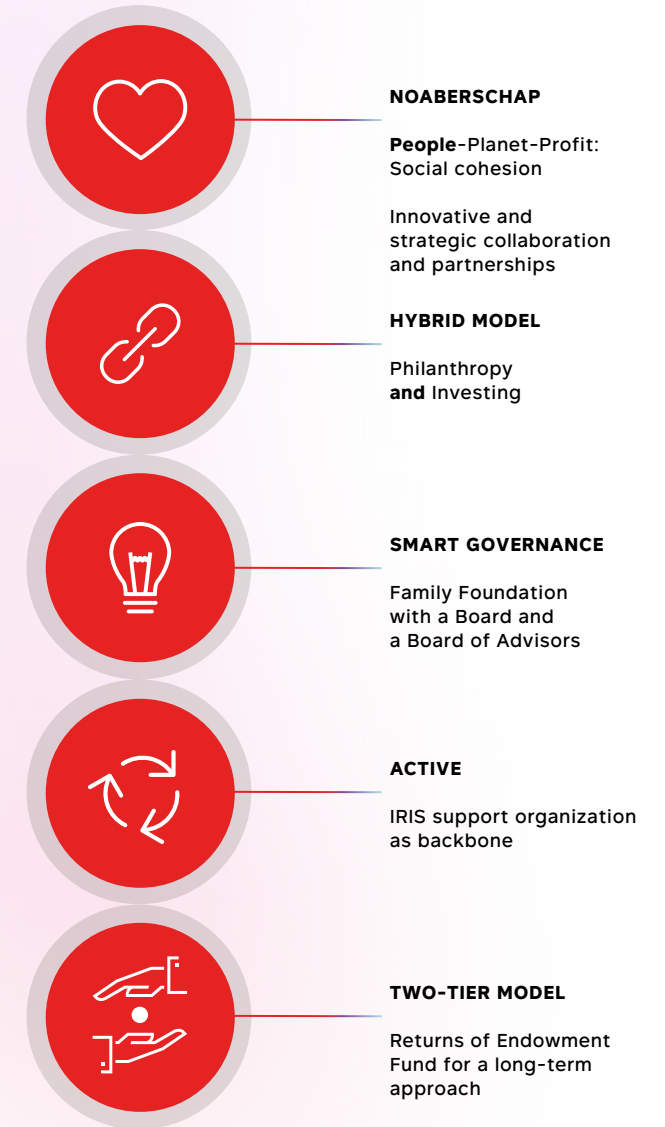 NOABERSCHAP
People-Planet-Profit:
Social cohesion
Innovative and
strategic collaboration
and partnerships
HYBRID MODEL
Philanthropy
and Investing
SMART GOVERNANCE
Family Foundation
with a Board and
a Board of Advisors
ACTIVE
IRIS support organization
as backbone
TWO-TIER MODEL
Returns of Endowment
Fund for a long-term
approach